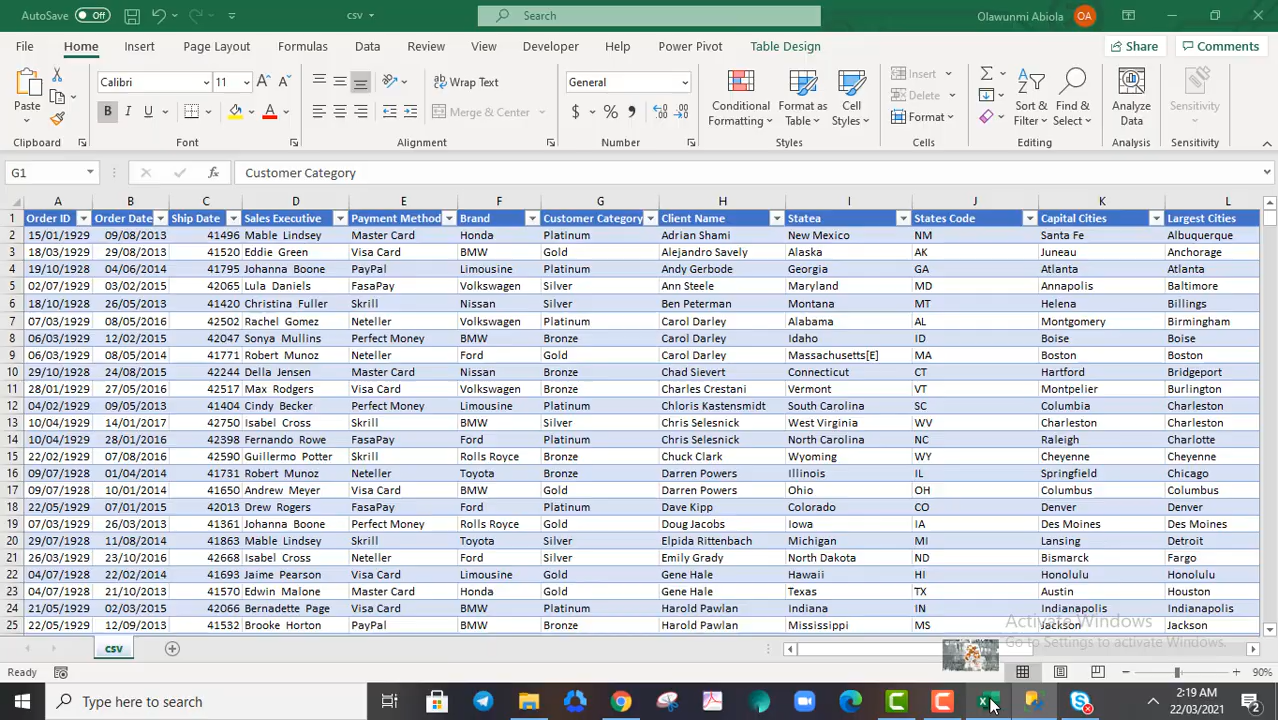 AutoSave Off csv Search Olawunmi Abiola OA
File Home Insert Page Layout Formulas Data Review View Developer Help Power Pivot Table Design Share Comments
Paste Calibri 11 Wrap Text General Conditional Formatting Format as Table Cell Styles Insert Sort & Filter Find & Select Analyze Data Sensitivity
B I U Merge & Center $ % Delete Format
Clipboard Font Alignment Number Styles Cells Editing Analysis Sensitivity
G1 fx Customer Category
A B C D E F G H I J K L
1 Order ID Order Date Ship Date Sales Executive Payment Method Brand Customer Category Client Name Statea States Code Capital Cities Largest Cities
2 15/01/1929 09/08/2013 41496 Mable Lindsey Master Card Honda Platinum Adrian Shami New Mexico NM Santa Fe Albuquerque
3 18/03/1929 29/08/2013 41520 Eddie Green Visa Card BMW Gold Alejandro Savely Alaska AK Juneau Anchorage
4 19/10/1928 04/06/2014 41795 Johanna Boone PayPal Limousine Platinum Andy Gerbode Georgia GA Atlanta Atlanta
5 02/07/1929 03/02/2015 42065 Lula Daniels FasaPay Volkswagen Silver Ann Steele Maryland MD Annapolis Baltimore
6 18/10/1928 26/05/2013 41420 Christina Fuller Skrill Nissan Silver Ben Peterman Montana MT Helena Billings
7 07/03/1929 08/05/2016 42502 Rachel Gomez Neteller Volkswagen Platinum Carol Darley Alabama AL Montgomery Birmingham
8 06/03/1929 12/02/2015 42047 Sonya Mullins Perfect Money BMW Bronze Carol Darley Idaho ID Boise Boise
9 06/03/1929 08/05/2014 41771 Robert Munoz Neteller Ford Gold Carol Darley Massachusetts[E] MA Boston Boston
10 29/10/1928 24/08/2015 42244 Della Jensen Master Card Nissan Bronze Chad Sievert Connecticut CT Hartford Bridgeport
11 28/01/1929 27/05/2016 42517 Max Rodgers Visa Card Volkswagen Bronze Charles Crestani Vermont VT Montpelier Burlington
12 04/02/1929 09/05/2013 41404 Cindy Becker Perfect Money Limousine Platinum Chloris Kastensmidt South Carolina SC Columbia Charleston
13 10/04/1929 14/01/2017 42750 Isabel Cross Skrill BMW Silver Chris Selesnick West Virginia WV Charleston Charleston
14 10/04/1929 28/01/2016 42398 Fernando Rowe FasaPay Ford Platinum Chris Selesnick North Carolina NC Raleigh Charlotte
15 22/02/1929 07/08/2016 42590 Guillermo Potter Skrill Rolls Royce Bronze Chuck Clark Wyoming WY Cheyenne Cheyenne
16 09/07/1928 01/04/2014 41731 Robert Munoz Neteller Toyota Bronze Darren Powers Illinois IL Springfield Chicago
17 09/07/1928 10/01/2014 41650 Andrew Meyer Visa Card BMW Gold Darren Powers Ohio OH Columbus Columbus
18 22/05/1929 07/01/2015 42013 Drew Rogers FasaPay Ford Platinum Dave Kipp Colorado CO Denver Denver
19 07/03/1929 26/03/2013 41361 Johanna Boone Perfect Money Rolls Royce Gold Doug Jacobs Iowa IA Des Moines Des Moines
20 29/07/1928 11/08/2014 41863 Mable Lindsey Skrill Toyota Silver Elpida Rittenbach Michigan MI Lansing Detroit
21 26/03/1929 23/10/2016 42668 Isabel Cross Neteller Ford Silver Emily Grady North Dakota ND Bismarck Fargo
22 04/07/1928 22/02/2014 41693 Jaime Pearson Visa Card Limousine Platinum Gene Hale Hawaii HI Honolulu Honolulu
23 04/07/1928 21/10/2013 41570 Edwin Malone Master Card Honda Gold Gene Hale Texas TX Austin Houston
24 21/05/1929 02/03/2015 42066 Bernadette Page Visa Card BMW Platinum Harold Pawlan Indiana IN Indianapolis Indianapolis
25 22/05/1929 12/09/2013 41532 Brooke Horton PayPal BMW Bronze Harold Pawlan Mississippi MS Jackson Jackson
Activate Windows
Go to Settings to activate Windows.
csv
Ready 90%
Type here to search 2:19 AM
22/03/2021 2